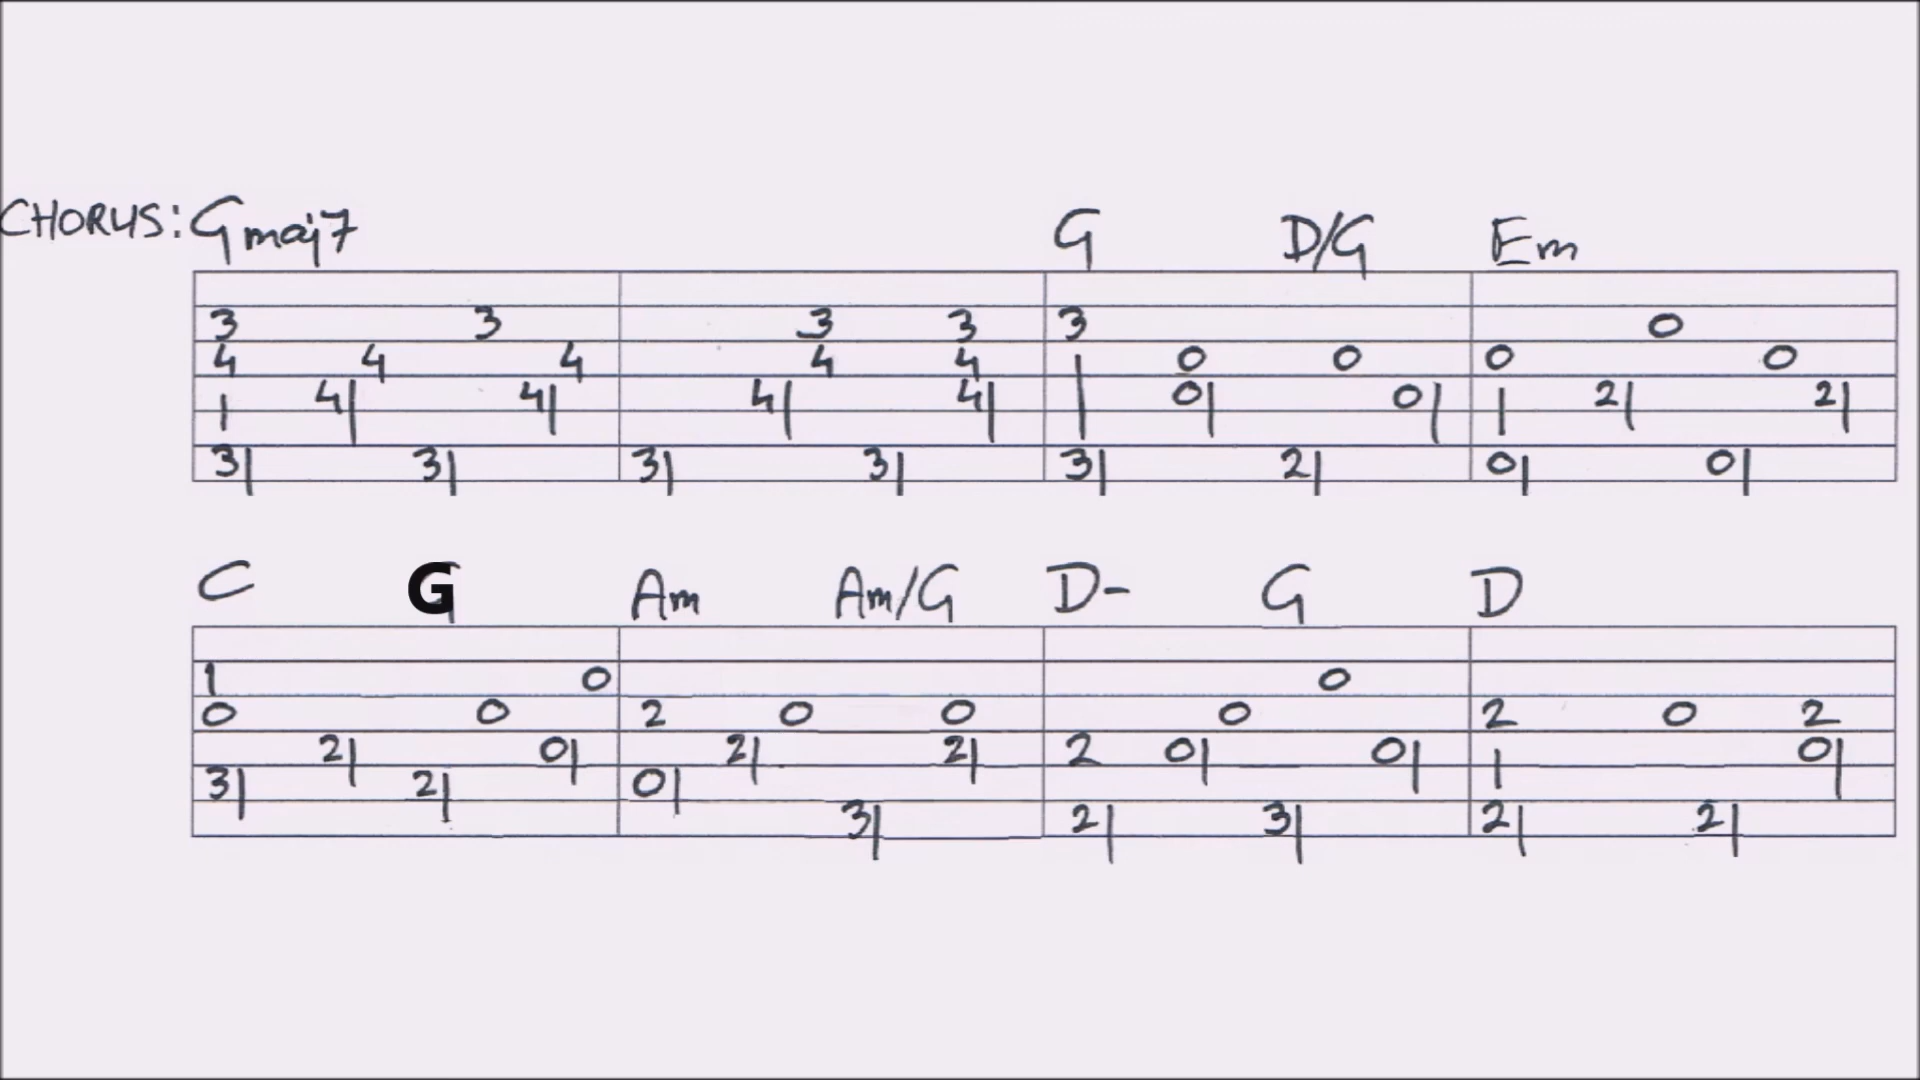 CHORUS: Gmaj7 G D/G Em
3 3 3 3 3
4 4 4 4 4 0 0 0 0 0
4 4 4 4 0 0 2 2
3 3 3 3 3 2 0 0
C G Am Am/G D- G D
1 0 0
0 0 2 0 0 0 2 0 2
2 0 2 2 2 0 0 0
3 2 0
3 2 3 2 2